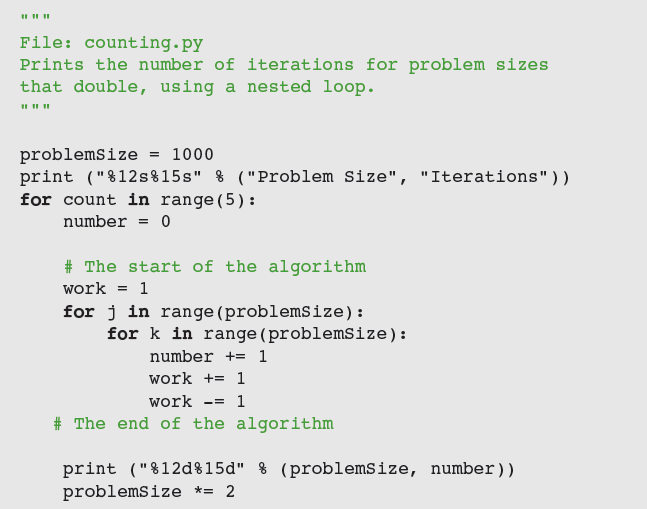 """
File: counting.py
Prints the number of iterations for problem sizes
that double, using a nested loop.
"""
problemSize = 1000
print ("%12s%15s" % ("Problem Size", "Iterations"))
for count in range(5):
number = 0
# The start of the algorithm
work = 1
for j in range(problemSize):
for k in range(problemSize):
number += 1
work += 1
work -= 1
# The end of the algorithm
print ("%12d%15d" % (problemSize, number))
problemSize *= 2